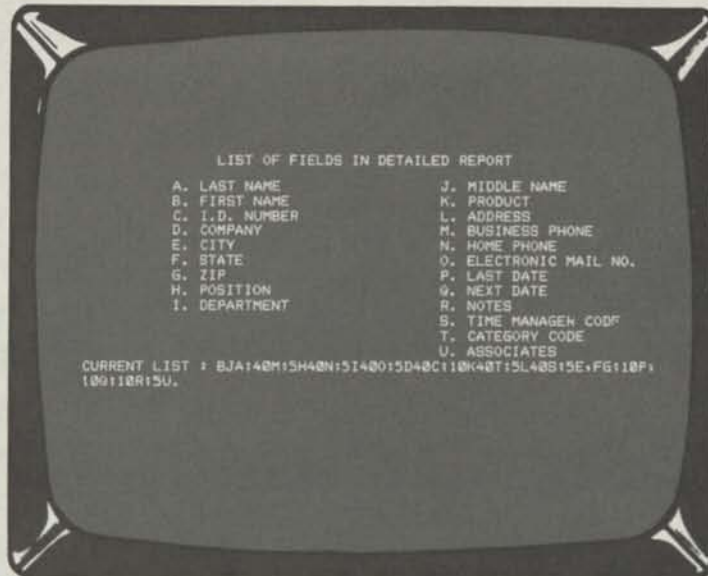 LIST OF FIELDS IN DETAILED REPORT
A. LAST NAME
B. FIRST NAME
C. I.D. NUMBER
D. COMPANY
E. CITY
F. STATE
G. ZIP
H. POSITION
I. DEPARTMENT
J. MIDDLE NAME
K. PRODUCT
L. ADDRESS
M. BUSINESS PHONE
N. HOME PHONE
O. ELECTRONIC MAIL NO.
P. LAST DATE
Q. NEXT DATE
R. NOTES
S. TIME MANAGER CODE
T. CATEGORY CODE
U. ASSOCIATES
CURRENT LIST : BJA:40M:5H40N:5I40O:5D40C:10K40T:5L40S:5E,FG:10P:
10Q:10R:5U.